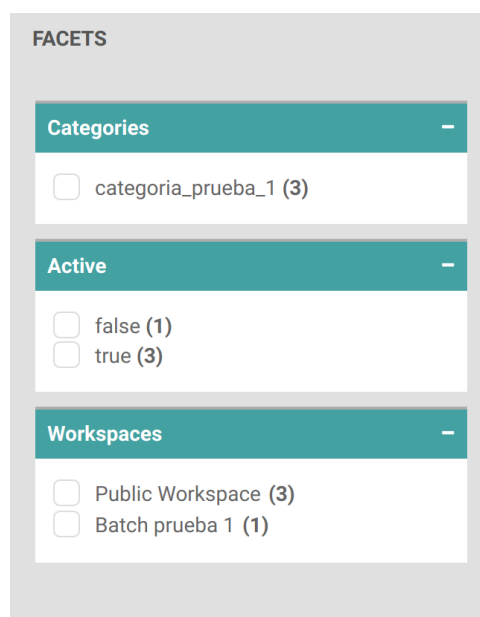 FACETS
Categories
categoria_prueba_1 (3)
Active
false (1)
true (3)
Workspaces
Public Workspace (3)
Batch prueba 1 (1)